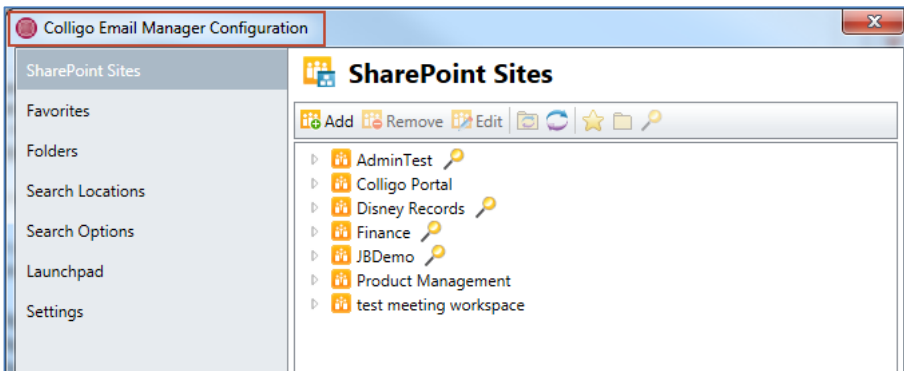 Colligo Email Manager Configuration
SharePoint Sites
Favorites
Folders
Search Locations
Search Options
Launchpad
Settings
SharePoint Sites
Add Remove Edit
AdminTest
Colligo Portal
Disney Records
Finance
JBDemo
Product Management
test meeting workspace